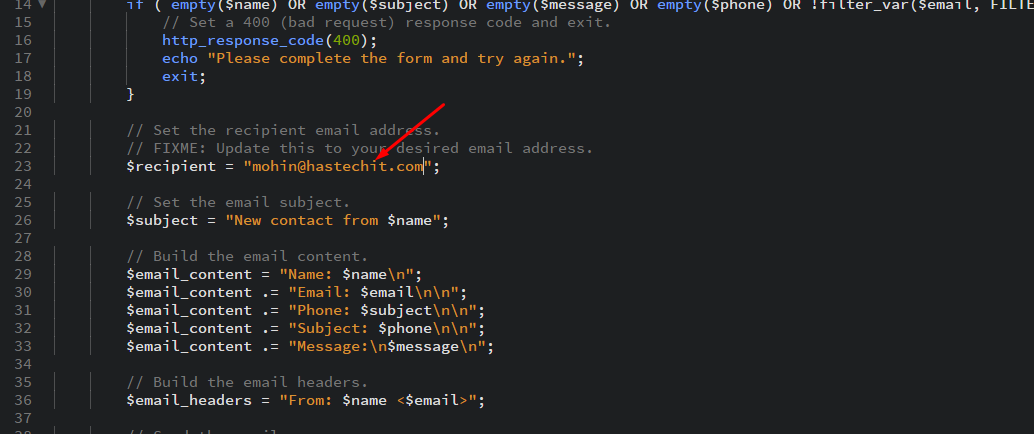 14 if ( empty($name) OR empty($subject) OR empty($message) OR empty($phone) OR !filter_var($email, FILTE
15 // Set a 400 (bad request) response code and exit.
16 http_response_code(400);
17 echo "Please complete the form and try again.";
18 exit;
19 }
20
21 // Set the recipient email address.
22 // FIXME: Update this to your desired email address.
23 $recipient = "mohin@hastechit.com";
24
25 // Set the email subject.
26 $subject = "New contact from $name";
27
28 // Build the email content.
29 $email_content = "Name: $name\n";
30 $email_content .= "Email: $email\n\n";
31 $email_content .= "Phone: $subject\n\n";
32 $email_content .= "Subject: $phone\n\n";
33 $email_content .= "Message:\n$message\n";
34
35 // Build the email headers.
36 $email_headers = "From: $name <$email>";
37